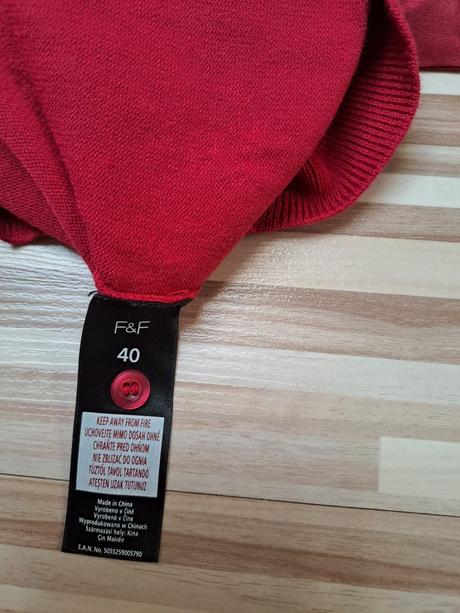 F&F
40
KEEP AWAY FROM FIRE
UCHOVEJTE MIMO DOSAH OHNĚ
CHRÁŇTE PRED OHŇOM
NIE ZBLIŻAĆ DO OGNIA
TŰZTŐL TÁVOL TARTANDÓ
ATEŞTEN UZAK TUTUNUZ
Made in China
Vyrobeno v Číně
Vyrobené v Číne
Wyprodukowano w Chinach
Származási hely: Kína
Çin Malıdır
E.A.N. No. 5055259005790